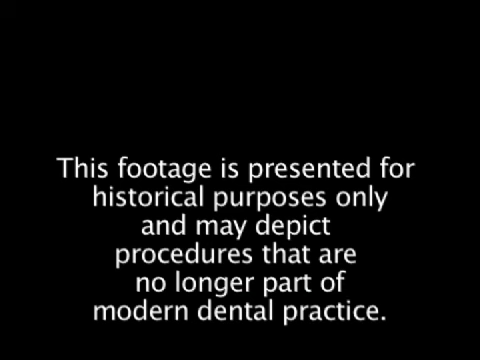 This footage is presented for
historical purposes only
and may depict
procedures that are
no longer part of
modern dental practice.